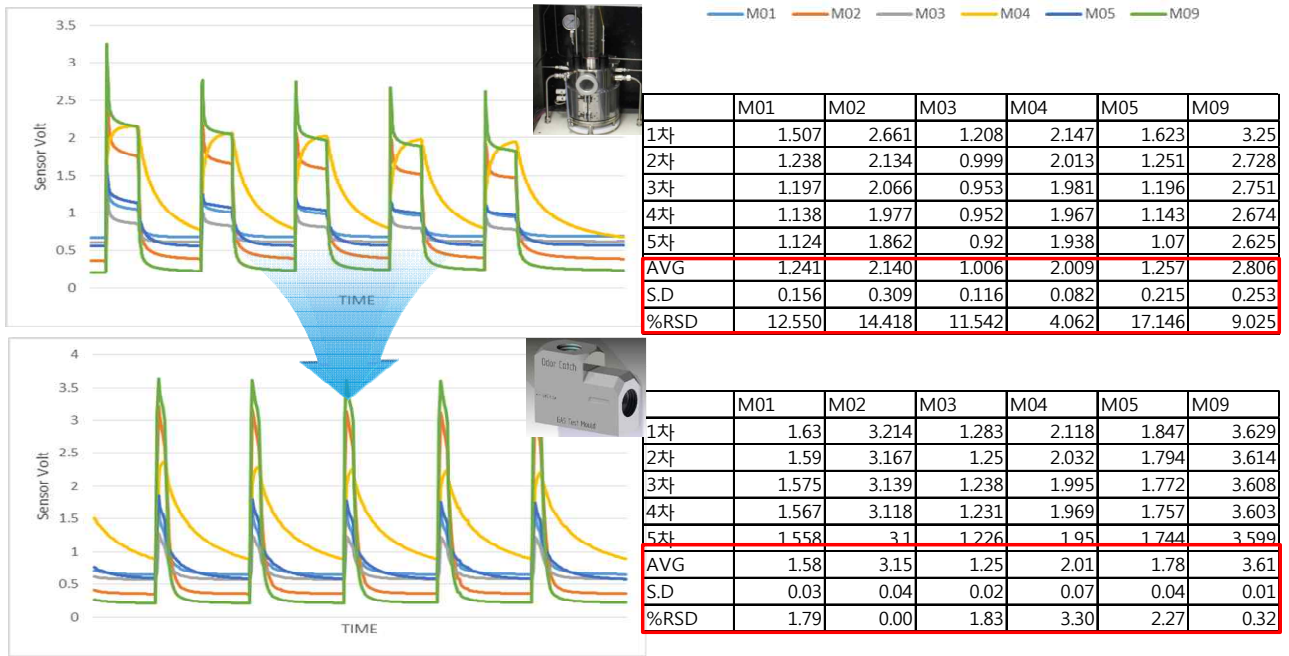 M01 M02 M03 M04 M05 M09
3.5
3
2.5
2
1.5
1
0.5
0
Sensor Volt
TIME
M01 M02 M03 M04 M05 M09
1차 1.507 2.661 1.208 2.147 1.623 3.25
2차 1.238 2.134 0.999 2.013 1.251 2.728
3차 1.197 2.066 0.953 1.981 1.196 2.751
4차 1.138 1.977 0.952 1.967 1.143 2.674
5차 1.124 1.862 0.92 1.938 1.07 2.625
AVG 1.241 2.140 1.006 2.009 1.257 2.806
S.D 0.156 0.309 0.116 0.082 0.215 0.253
%RSD 12.550 14.418 11.542 4.062 17.146 9.025
4
3.5
3
2.5
2
1.5
1
0.5
0
Sensor Volt
TIME
Door Catch
EAS Test Mould
M01 M02 M03 M04 M05 M09
1차 1.63 3.214 1.283 2.118 1.847 3.629
2차 1.59 3.167 1.25 2.032 1.794 3.614
3차 1.575 3.139 1.238 1.995 1.772 3.608
4차 1.567 3.118 1.231 1.969 1.757 3.603
5차 1.558 3.1 1.226 1.95 1.744 3.599
AVG 1.58 3.15 1.25 2.01 1.78 3.61
S.D 0.03 0.04 0.02 0.07 0.04 0.01
%RSD 1.79 0.00 1.83 3.30 2.27 0.32